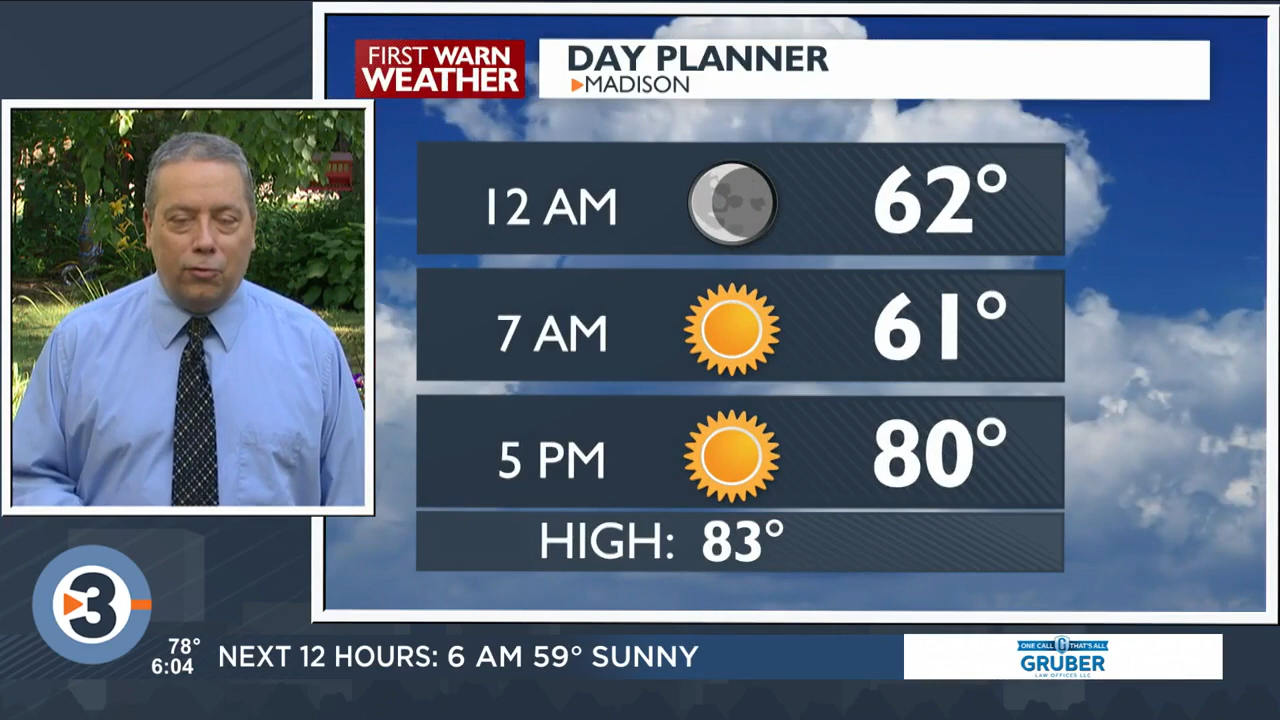 FIRST WARN
WEATHER
DAY PLANNER
MADISON
12 AM 62°
7 AM 61°
5 PM 80°
HIGH: 83°
3
78°
6:04
NEXT 12 HOURS: 6 AM 59° SUNNY
ONE CALL G THAT'S ALL
GRUBER
LAW OFFICES LLC